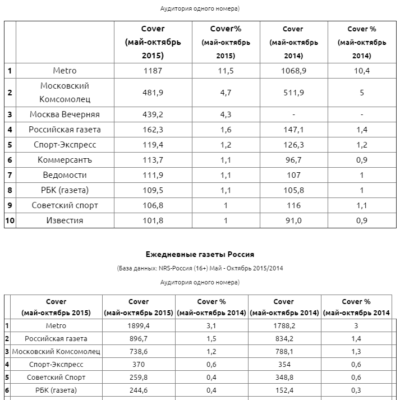 Аудитория одного номера)
Cover Cover% Cover Cover %
(май-октябрь (май-октябрь (май-октябрь (май-октябрь
2015) 2015) 2014) 2014)
1 Metro 1187 11,5 1068,9 10,4
2 Московский Комсомолец 481,9 4,7 511,9 5
3 Москва Вечерняя 439,2 4,3 - -
4 Российская газета 162,3 1,6 147,1 1,4
5 Спорт-Экспресс 119,4 1,2 126,3 1,2
6 Коммерсантъ 113,7 1,1 96,7 0,9
7 Ведомости 111,9 1,1 107 1
8 РБК (газета) 109,5 1,1 105,8 1
9 Советский спорт 106,8 1 116 1,1
10 Известия 101,8 1 91,0 0,9
Ежедневные газеты Россия
(База данных: NRS-Россия (16+) Май - Октябрь 2015/2014
Аудитория одного номера)
Cover Cover Cover % Cover Cover %
(май-октябрь 2015) (май-октябрь 2015) (май-октябрь 2014) (май-октябрь 2014) (май-октябрь 2014
1 Metro 1899,4 3,1 1788,2 3
2 Российская газета 896,7 1,5 834,2 1,4
3 Московский Комсомолец 738,6 1,2 788,1 1,3
4 Спорт-Экспресс 370 0,6 354 0,6
5 Советский Спорт 259,8 0,4 348,8 0,6
6 РБК (газета) 244,6 0,4 152,4 0,3